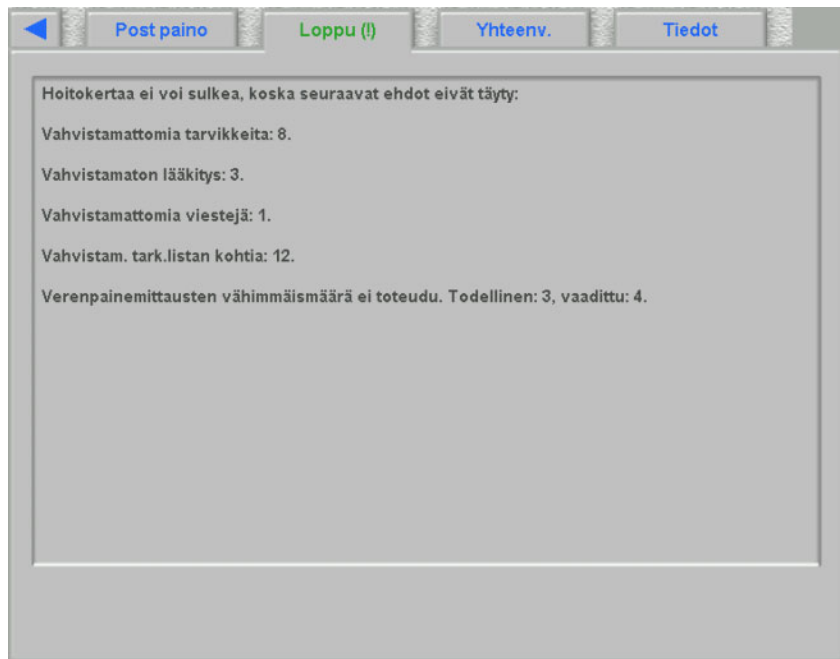 Post paino
Loppu (!)
Yhteenv.
Tiedot
Hoitokertaa ei voi sulkea, koska seuraavat ehdot eivät täyty:
Vahvistamattomia tarvikkeita: 8.
Vahvistamaton lääkitys: 3.
Vahvistamattomia viestejä: 1.
Vahvistam. tark.listan kohtia: 12.
Verenpainemittausten vähimmäismäärä ei toteudu. Todellinen: 3, vaadittu: 4.